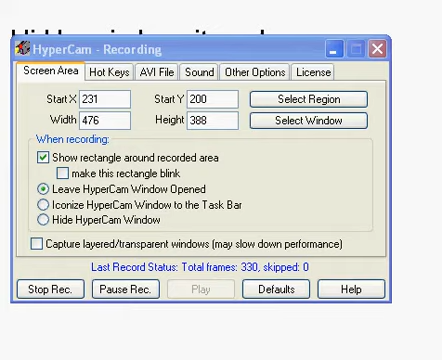 HyperCam - Recording
Screen Area Hot Keys AVI File Sound Other Options License
Start X 231 Start Y 200 Select Region
Width 476 Height 388 Select Window
When recording:
Show rectangle around recorded area
make this rectangle blink
Leave HyperCam Window Opened
Iconize HyperCam Window to the Task Bar
Hide HyperCam Window
Capture layered/transparent windows (may slow down performance)
Last Record Status: Total frames: 330, skipped: 0
Stop Rec. Pause Rec. Play Defaults Help